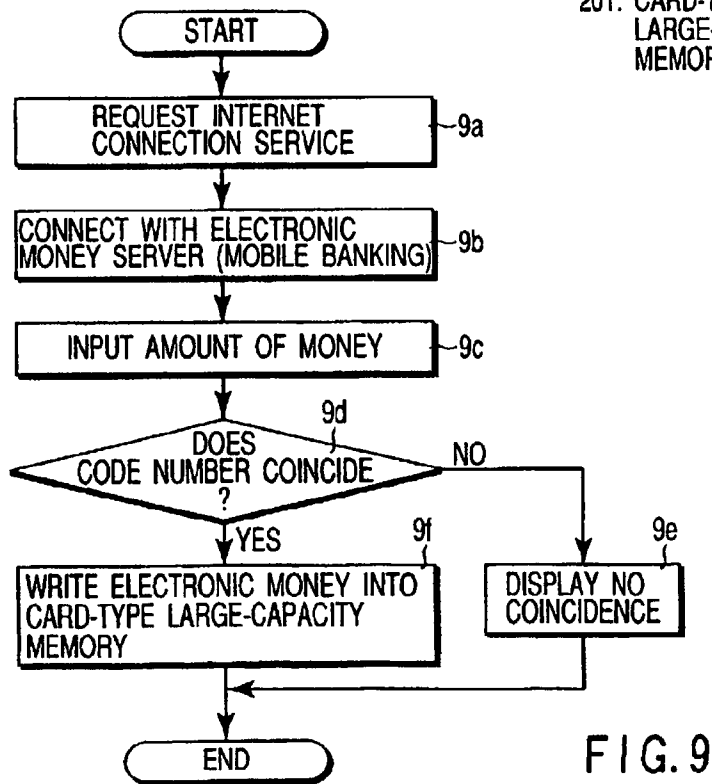 201: CARD-
LARGE-
MEMOR
START
REQUEST INTERNET
CONNECTION SERVICE
9a
CONNECT WITH ELECTRONIC
MONEY SERVER (MOBILE BANKING)
9b
INPUT AMOUNT OF MONEY
9c
9d
DOES
CODE NUMBER COINCIDE
?
NO
YES
9f
9e
WRITE ELECTRONIC MONEY INTO
CARD-TYPE LARGE-CAPACITY
MEMORY
DISPLAY NO
COINCIDENCE
END
FIG.9